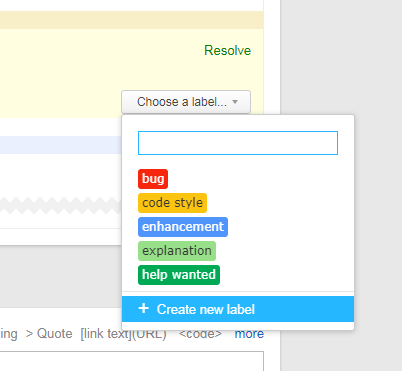 Resolve
Choose a label...
bug
code style
enhancement
explanation
help wanted
+ Create new label
ing > Quote [link text](URL) <code> more